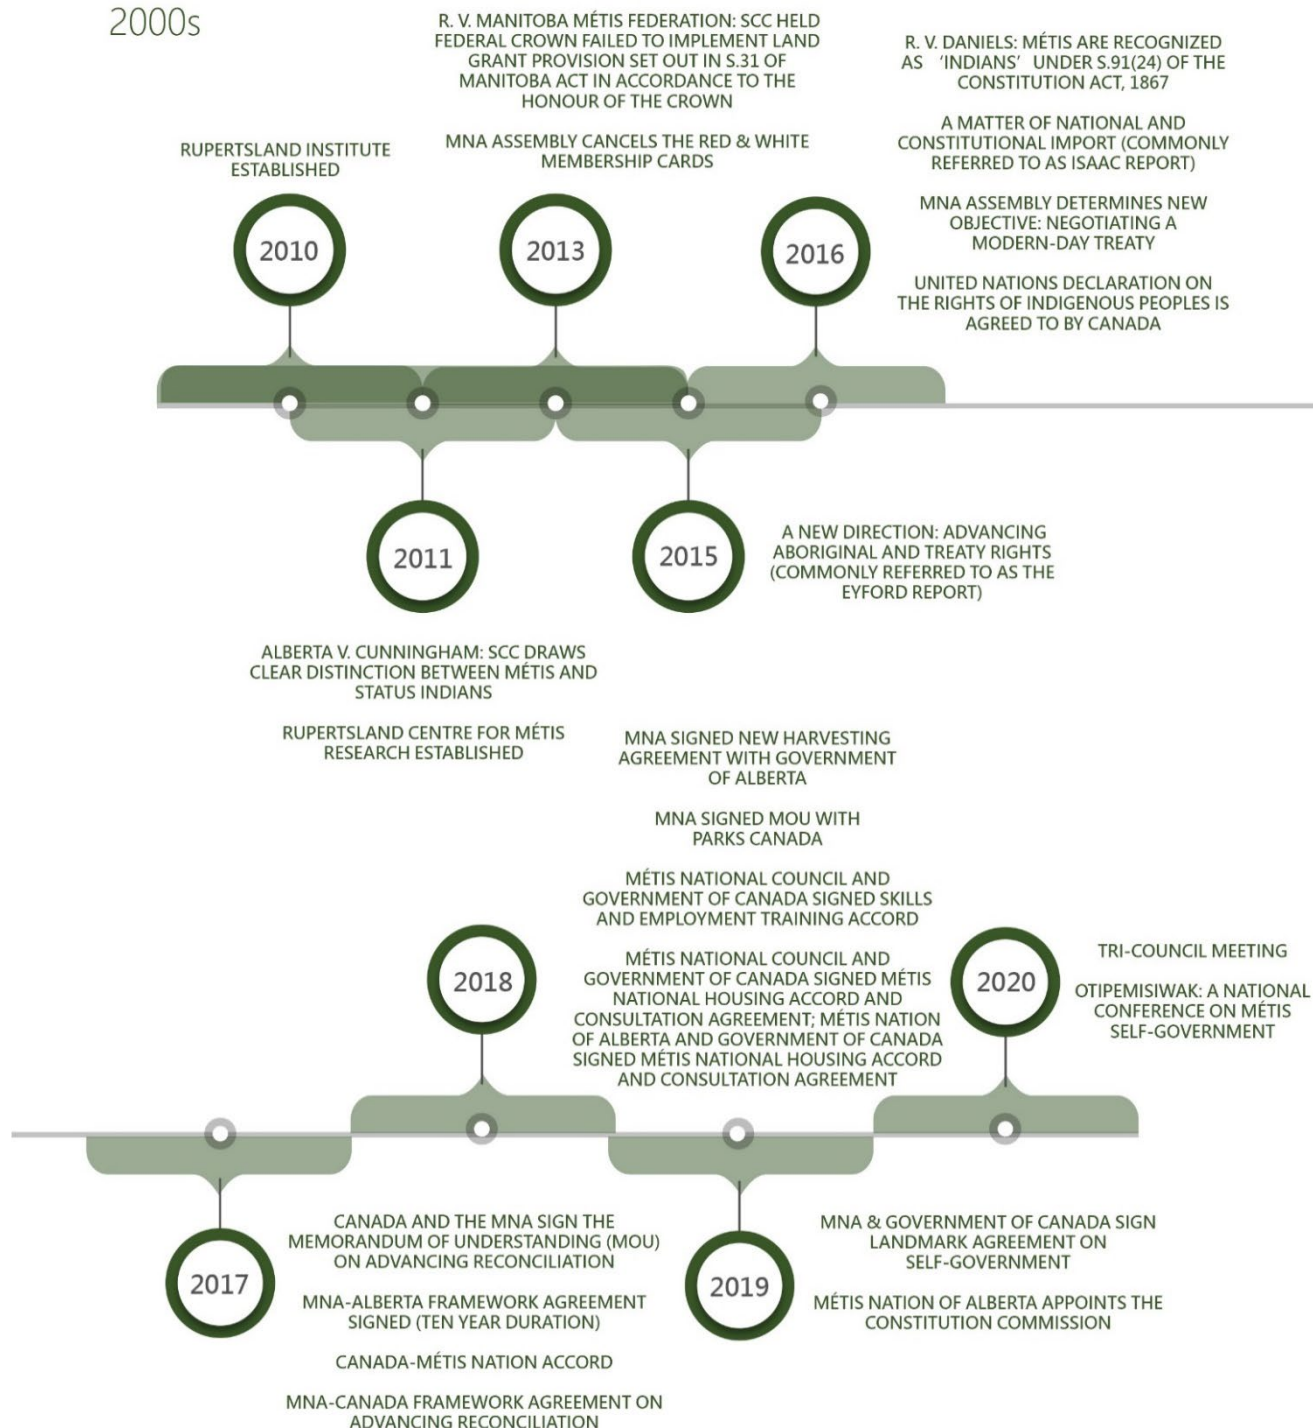 2000s
R. V. MANITOBA MÉTIS FEDERATION: SCC HELD
FEDERAL CROWN FAILED TO IMPLEMENT LAND
GRANT PROVISION SET OUT IN S.31 OF
MANITOBA ACT IN ACCORDANCE TO THE
HONOUR OF THE CROWN
MNA ASSEMBLY CANCELS THE RED & WHITE
MEMBERSHIP CARDS
R. V. DANIELS: MÉTIS ARE RECOGNIZED
AS ‘INDIANS’ UNDER S.91(24) OF THE
CONSTITUTION ACT, 1867
A MATTER OF NATIONAL AND
CONSTITUTIONAL IMPORT (COMMONLY
REFERRED TO AS ISAAC REPORT)
MNA ASSEMBLY DETERMINES NEW
OBJECTIVE: NEGOTIATING A
MODERN-DAY TREATY
UNITED NATIONS DECLARATION ON
THE RIGHTS OF INDIGENOUS PEOPLES IS
AGREED TO BY CANADA
RUPERTSLAND INSTITUTE
ESTABLISHED
2010
2013
2016
2011
2015
A NEW DIRECTION: ADVANCING
ABORIGINAL AND TREATY RIGHTS
(COMMONLY REFERRED TO AS THE
EYFORD REPORT)
ALBERTA V. CUNNINGHAM: SCC DRAWS
CLEAR DISTINCTION BETWEEN MÉTIS AND
STATUS INDIANS
RUPERTSLAND CENTRE FOR MÉTIS
RESEARCH ESTABLISHED
MNA SIGNED NEW HARVESTING
AGREEMENT WITH GOVERNMENT
OF ALBERTA
MNA SIGNED MOU WITH
PARKS CANADA
MÉTIS NATIONAL COUNCIL AND
GOVERNMENT OF CANADA SIGNED SKILLS
AND EMPLOYMENT TRAINING ACCORD
MÉTIS NATIONAL COUNCIL AND
GOVERNMENT OF CANADA SIGNED MÉTIS
NATIONAL HOUSING ACCORD AND
CONSULTATION AGREEMENT; MÉTIS NATION
OF ALBERTA AND GOVERNMENT OF CANADA
SIGNED MÉTIS NATIONAL HOUSING ACCORD
AND CONSULTATION AGREEMENT
2018
2020
TRI-COUNCIL MEETING
OTIPEMISIWAK: A NATIONAL
CONFERENCE ON MÉTIS
SELF-GOVERNMENT
2017
CANADA AND THE MNA SIGN THE
MEMORANDUM OF UNDERSTANDING (MOU)
ON ADVANCING RECONCILIATION
MNA-ALBERTA FRAMEWORK AGREEMENT
SIGNED (TEN YEAR DURATION)
CANADA-MÉTIS NATION ACCORD
MNA-CANADA FRAMEWORK AGREEMENT ON
ADVANCING RECONCILIATION
2019
MNA & GOVERNMENT OF CANADA SIGN
LANDMARK AGREEMENT ON
SELF-GOVERNMENT
MÉTIS NATION OF ALBERTA APPOINTS THE
CONSTITUTION COMMISSION